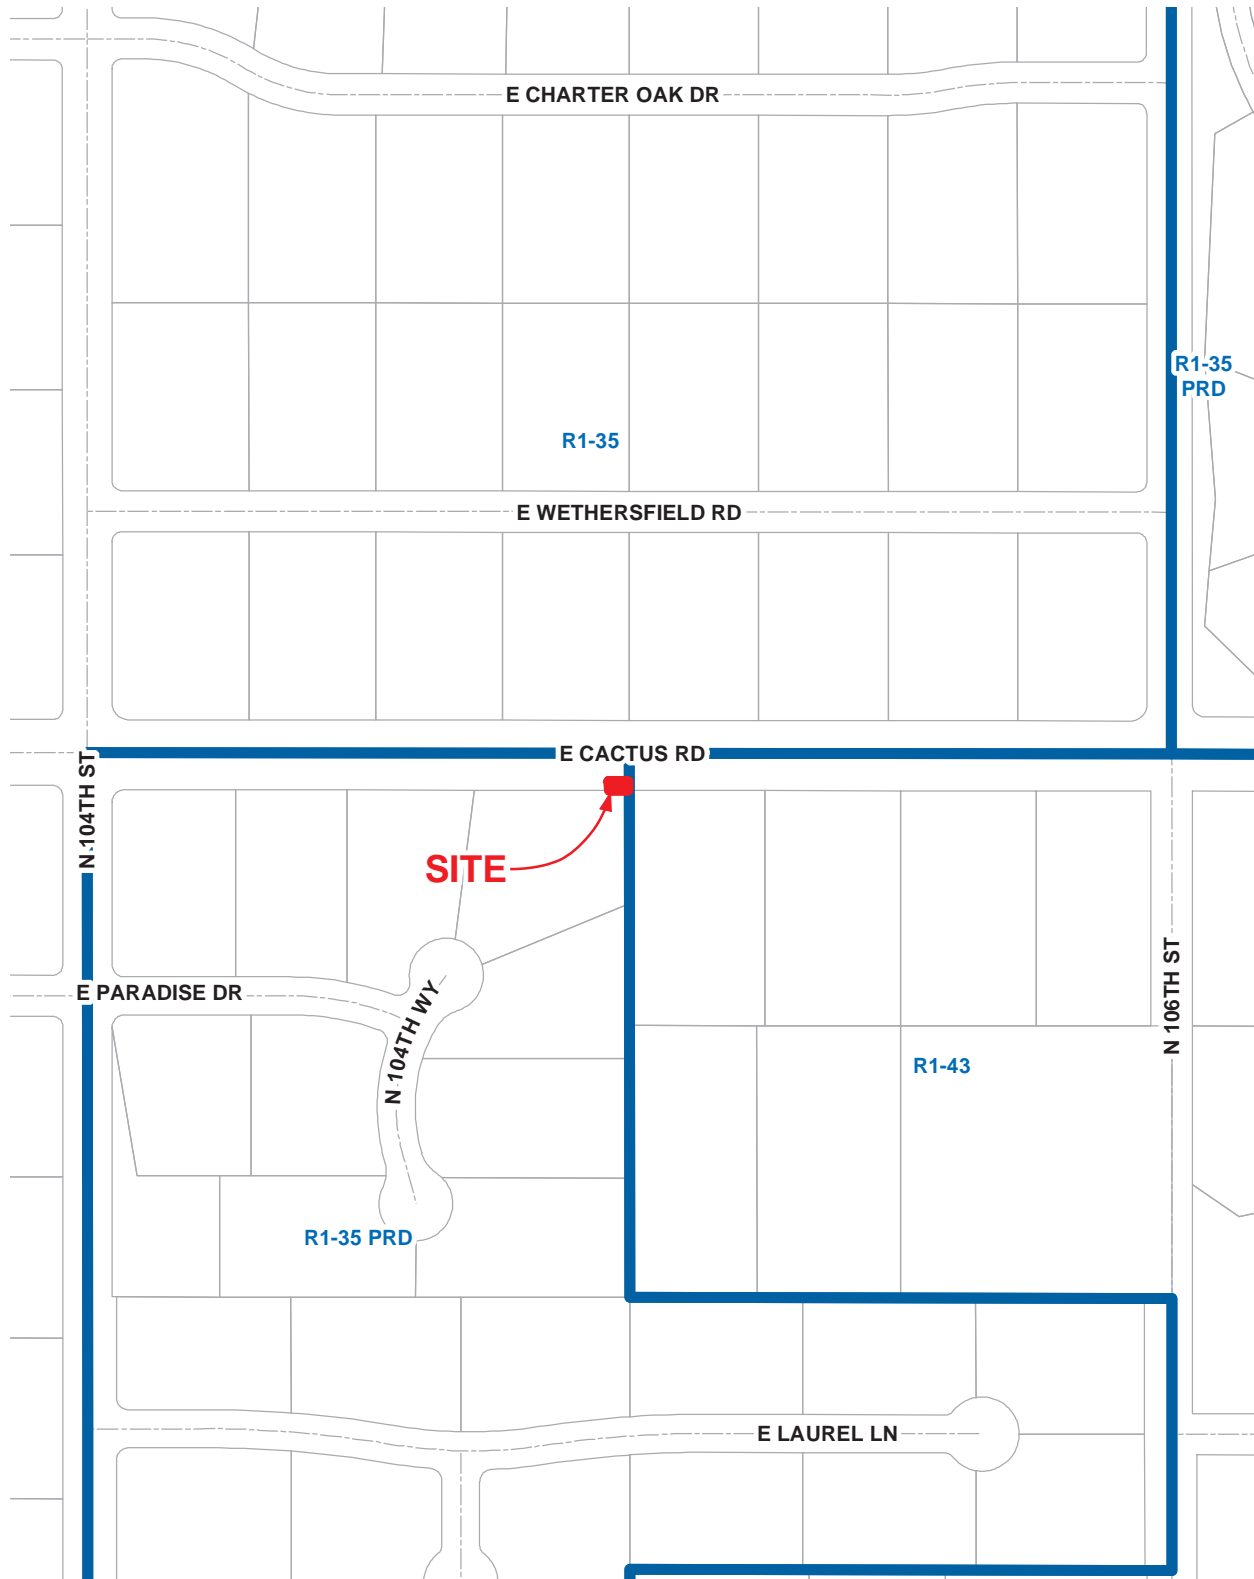 E CHARTER OAK DR
R1-35
PRD
R1-35
E WETHERSFIELD RD
E CACTUS RD
N 104TH ST
SITE
E PARADISE DR
N 104TH WY
N 106TH ST
R1-43
R1-35 PRD
E LAUREL LN